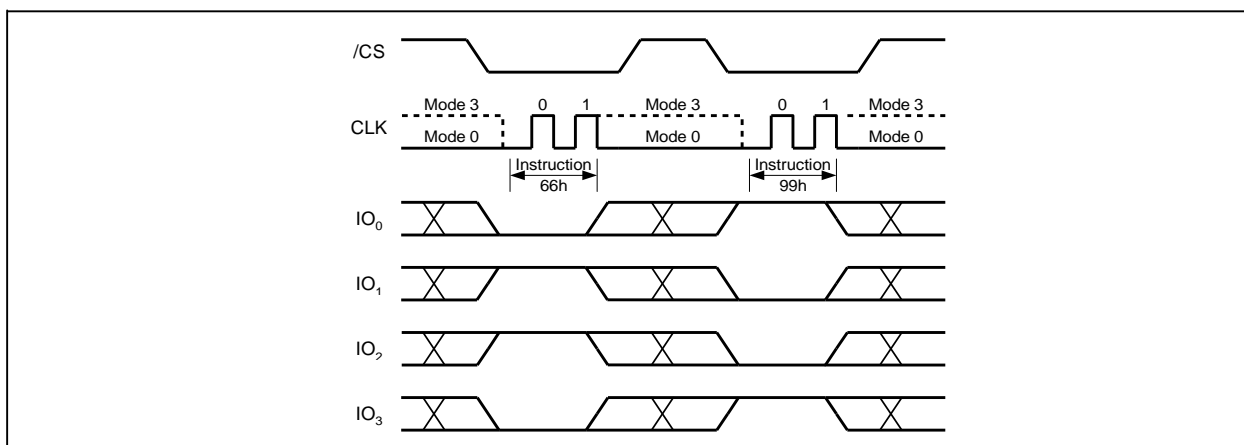 /CS
Mode 3 0 1 Mode 3 0 1 Mode 3
CLK
Mode 0 Mode 0 Mode 0
Instruction Instruction
66h 99h
IO0
IO1
IO2
IO3